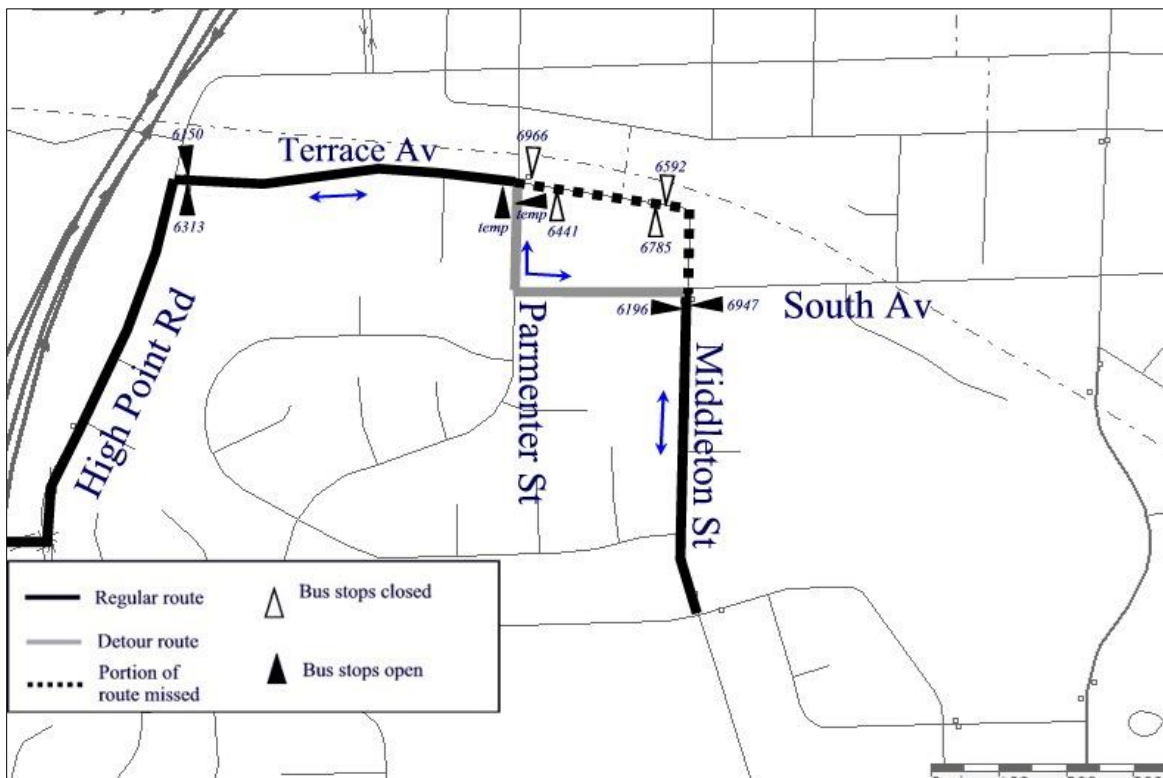 6150
6966
Terrace Av
6592
temp
temp
6441
6313
6785
6196
6947
South Av
High Point Rd
Parmenter St
Middleton St
Regular route
Bus stops closed
Detour route
Bus stops open
Portion of
route missed